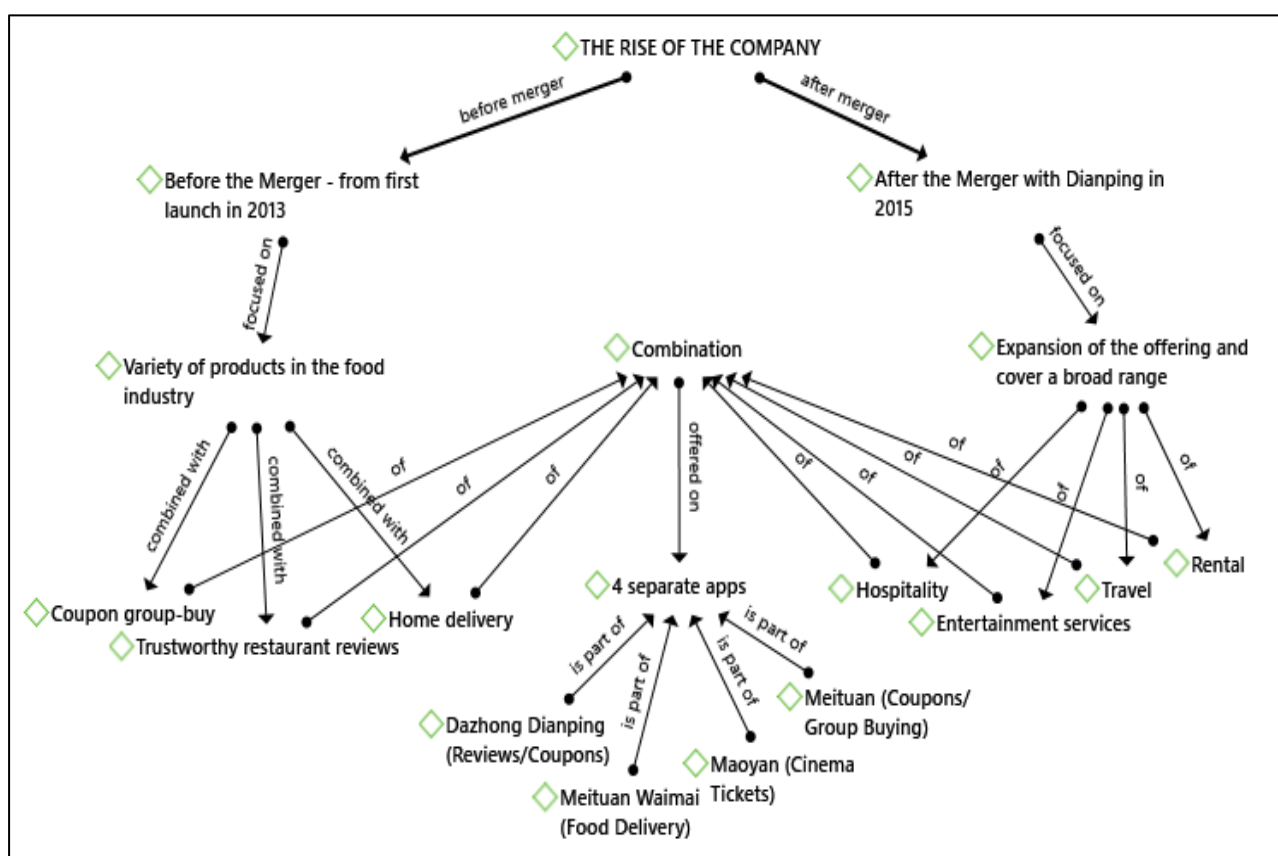 THE RISE OF THE COMPANY
before merger
after merger
Before the Merger - from first
launch in 2013
After the Merger with Dianping in
2015
focused on
focused on
Variety of products in the food
industry
Combination
Expansion of the offering and
cover a broad range
combined with
combined with
combined with
of
of
of
offered on
of
of
of
of
of
of
of
of
Coupon group-buy
Trustworthy restaurant reviews
Home delivery
4 separate apps
Hospitality
Entertainment services
Travel
Rental
is part of
is part of
is part of
is part of
Dazhong Dianping
(Reviews/Coupons)
Meituan Waimai
(Food Delivery)
Maoyan (Cinema
Tickets)
Meituan (Coupons/
Group Buying)